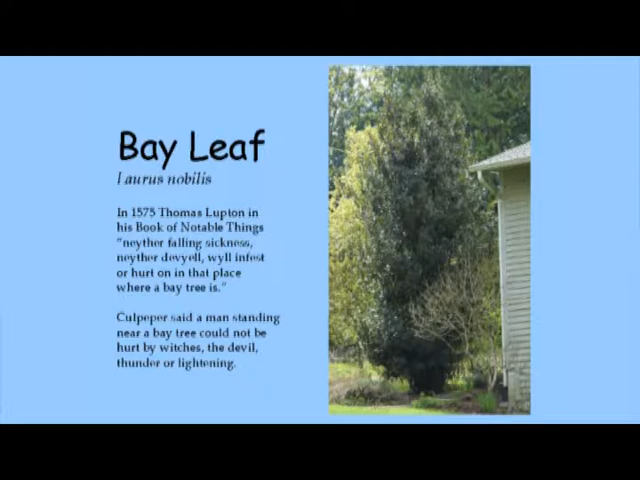 Bay Leaf
Laurus nobilis
In 1575 Thomas Lupton in
his Book of Notable Things
"neyther falling sickness,
neyther devyell, wyll infest
or hurt on in that place
where a bay tree is."
Culpeper said a man standing
near a bay tree could not be
hurt by witches, the devil,
thunder or lightening.